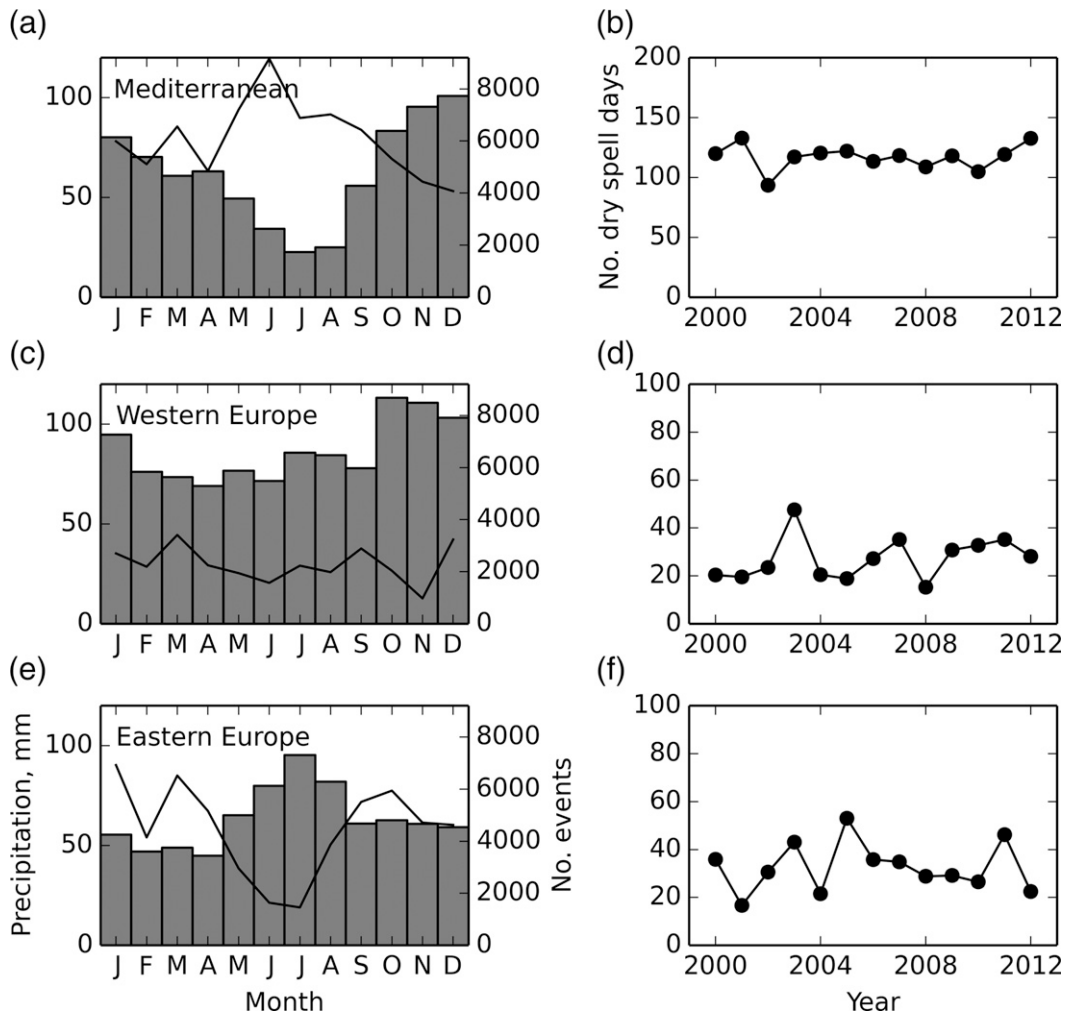 (a)
(b)
Mediterranean
100
50
0
8000
6000
4000
2000
0
J F M A M J J A S O N D
No. dry spell days
200
150
100
50
0
2000 2004 2008 2012
(c)
(d)
Western Europe
100
50
0
8000
6000
4000
2000
0
J F M A M J J A S O N D
100
80
60
40
20
0
2000 2004 2008 2012
(e)
(f)
Eastern Europe
Precipitation, mm
100
50
0
8000
6000
4000
2000
0
No. events
J F M A M J J A S O N D
Month
100
80
60
40
20
0
2000 2004 2008 2012
Year